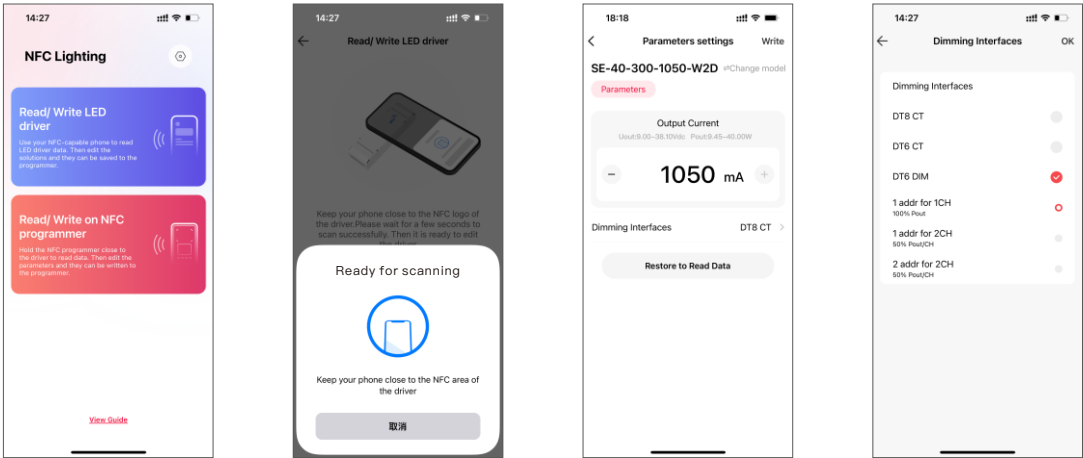 14:27
NFC Lighting
Read/ Write LED
driver
Use your NFC-capable phone to read
LED driver data. Then edit the
solutions and they can be saved to the
programmer.
Read/ Write on NFC
programmer
Hold the NFC programmer close to
the driver to read data. Then edit the
parameters and they can be written to
the programmer.
View Guide
14:27
Read/ Write LED driver
Keep your phone close to the NFC logo of
the driver.Please wait for a few seconds to
scan successfully. Then it is ready to edit
the driver
Ready for scanning
Keep your phone close to the NFC area of
the driver
取消
18:18
Parameters settings
Write
SE-40-300-1050-W2D
⇌Change model
Parameters
Output Current
Uout:9.00~38.10Vdc Pout:9.45~40.00W
− 1050 mA +
Dimming Interfaces
DT8 CT >
Restore to Read Data
14:27
Dimming Interfaces
OK
Dimming Interfaces
DT8 CT
DT6 CT
DT6 DIM
1 addr for 1CH
100% Pout
1 addr for 2CH
50% Pout/CH
2 addr for 2CH
50% Pout/CH